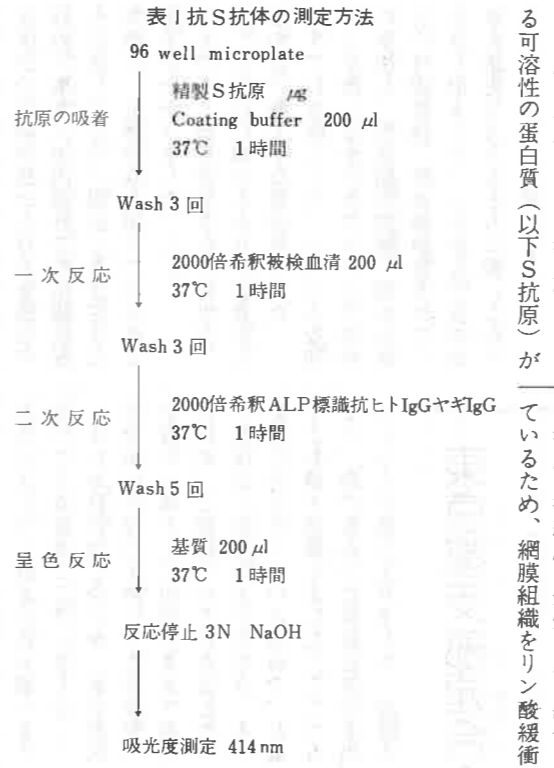 表1抗S抗体の測定方法
96 well microplate
抗原の吸着
精製S抗原 μg
Coating buffer 200 μl
37℃ 1時間
Wash 3 回
一次反応
2000倍希釈被検血清 200 μl
37℃ 1時間
Wash 3 回
二次反応
2000倍希釈ALP標識抗ヒトIgGヤギIgG
37℃ 1時間
Wash 5 回
呈色反応
基質 200 μl
37℃ 1時間
反応停止 3N NaOH
吸光度測定 414 nm
る可溶性の蛋白質(以下S抗原)が
ているため、網膜組織をリン酸緩衝